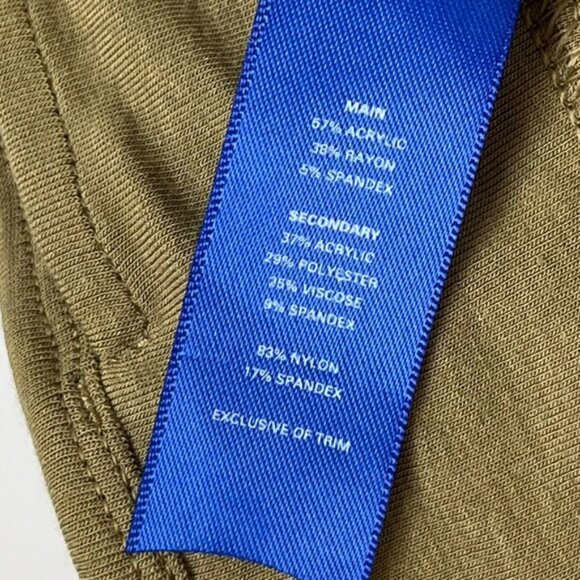 MAIN
57% ACRYLIC
38% RAYON
5% SPANDEX
SECONDARY
37% ACRYLIC
29% POLYESTER
25% VISCOSE
9% SPANDEX
83% NYLON
17% SPANDEX
EXCLUSIVE OF TRIM